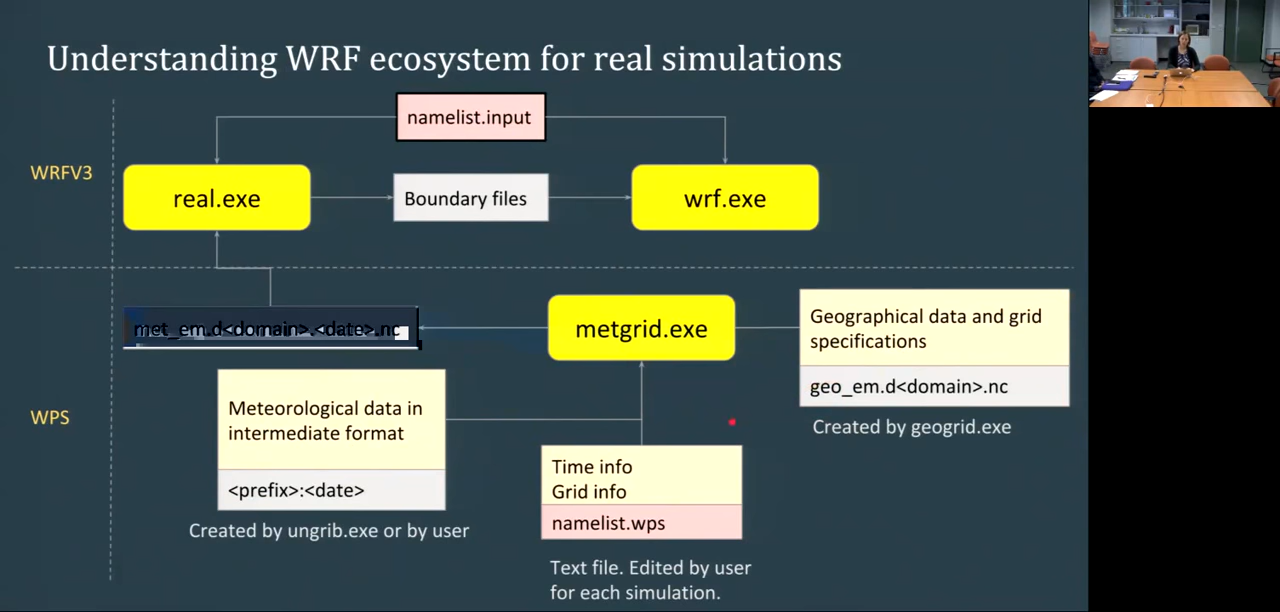 Understanding WRF ecosystem for real simulations
namelist.input
WRFV3
real.exe
Boundary files
wrf.exe
met_em.d<domain>.<date>.nc
metgrid.exe
Geographical data and grid
specifications
geo_em.d<domain>.nc
Created by geogrid.exe
WPS
Meteorological data in
intermediate format
<prefix>:<date>
Created by ungrib.exe or by user
Time info
Grid info
namelist.wps
Text file. Edited by user
for each simulation.